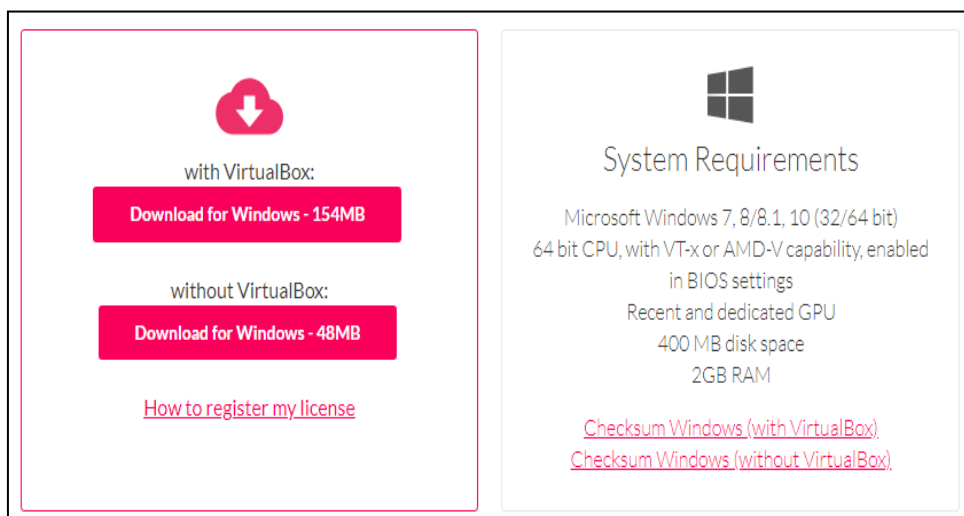 with VirtualBox:
Download for Windows - 154MB
without VirtualBox:
Download for Windows - 48MB
How to register my license
System Requirements
Microsoft Windows 7, 8/8.1, 10 (32/64 bit)
64 bit CPU, with VT-x or AMD-V capability, enabled
in BIOS settings
Recent and dedicated GPU
400 MB disk space
2GB RAM
Checksum Windows (with VirtualBox)
Checksum Windows (without VirtualBox)